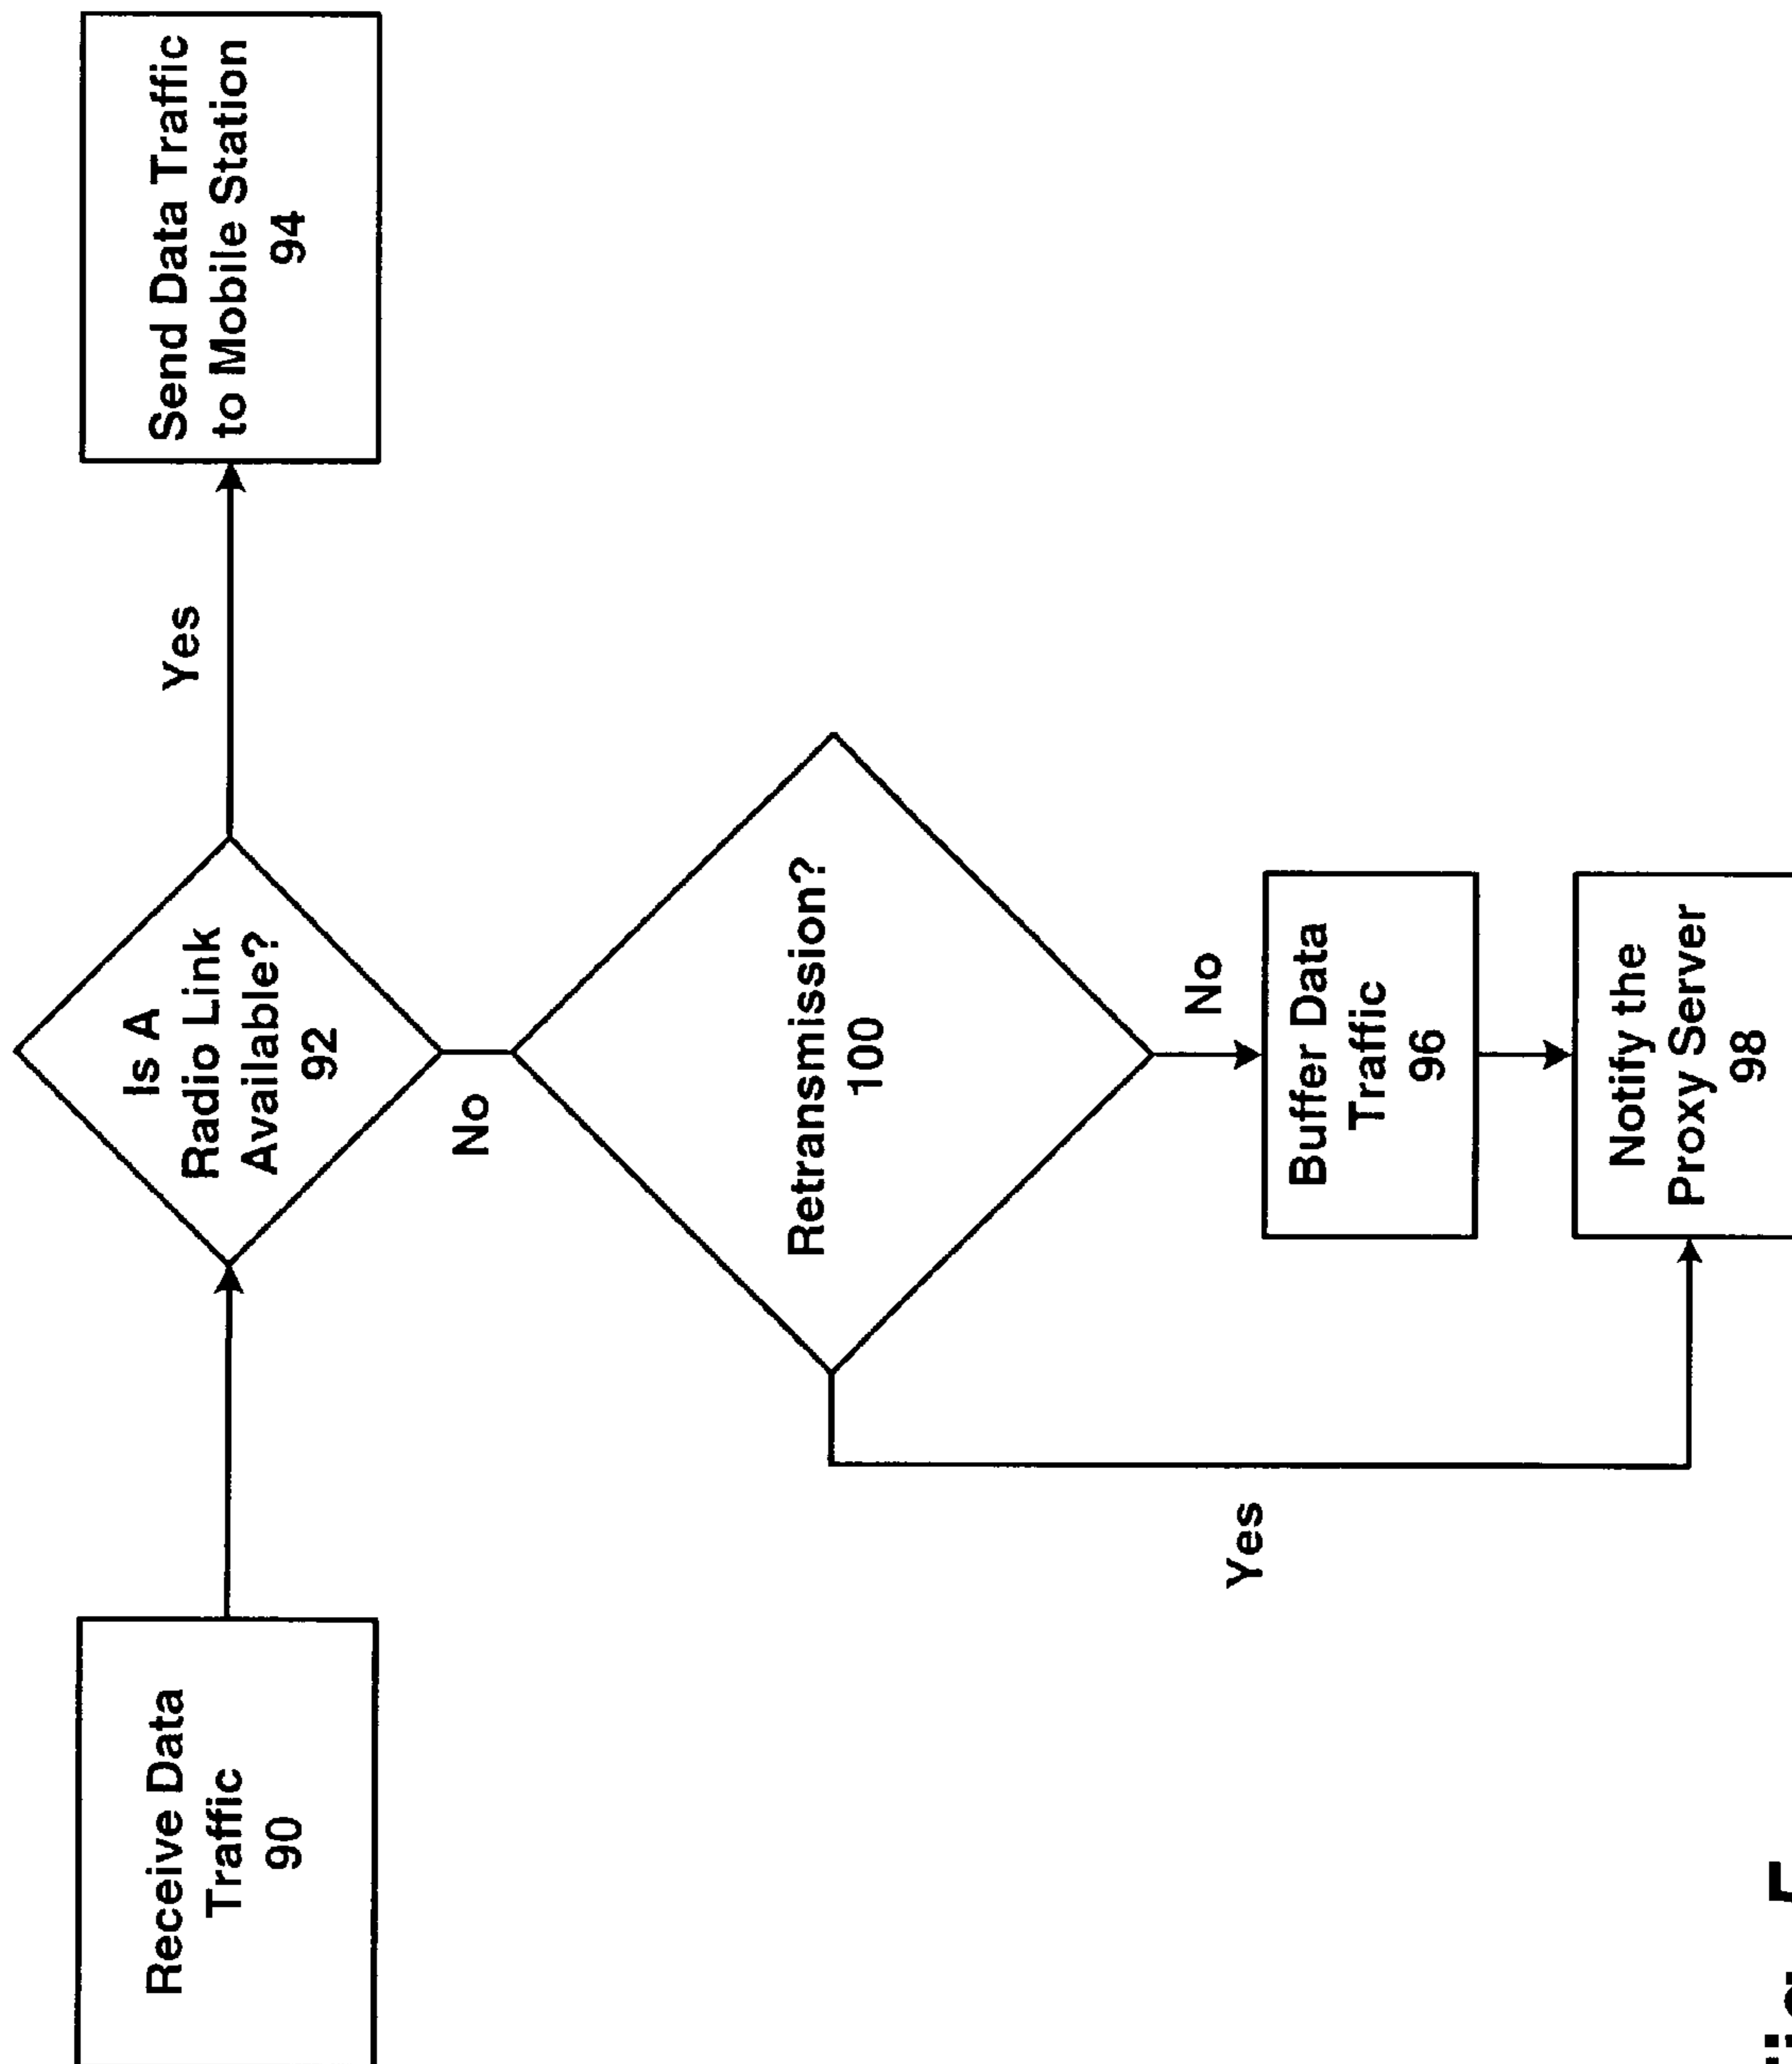 Receive Data
Traffic
90
Is A
Radio Link
Available?
92
Yes
Send Data Traffic
to Mobile Station
94
No
Retransmission?
100
No
Buffer Data
Traffic
96
Yes
Notify the
Proxy Server
98